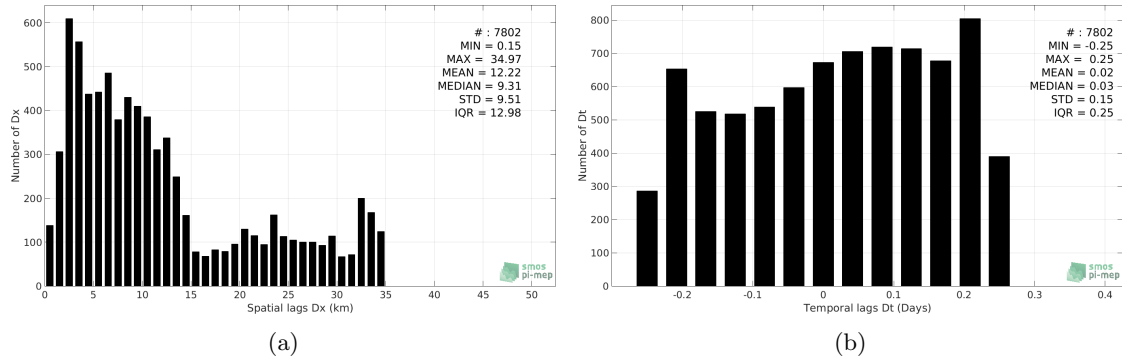 600
500
400
300
200
100
0
Number of Dx
# : 7802
MIN = 0.15
MAX = 34.97
MEAN = 12.22
MEDIAN = 9.31
STD = 9.51
IQR = 12.98
smos
pi-mep
0 5 10 15 20 25 30 35 40 45 50
Spatial lags Dx (km)
(a)
800
700
600
500
400
300
200
100
0
Number of Dt
# : 7802
MIN = -0.25
MAX = 0.25
MEAN = 0.02
MEDIAN = 0.03
STD = 0.15
IQR = 0.25
smos
pi-mep
-0.2 -0.1 0 0.1 0.2 0.3 0.4
Temporal lags Dt (Days)
(b)